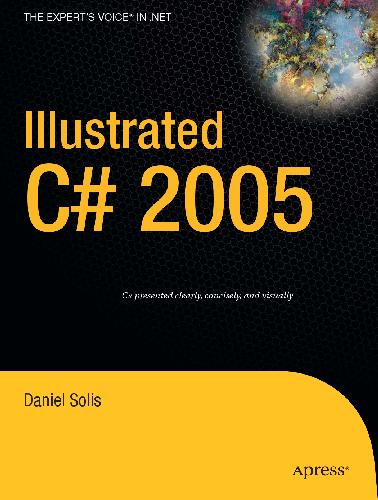 THE EXPERT'S VOICE® IN .NET
Illustrated
C# 2005
C# presented clearly, concisely, and visually
Daniel Solis
Apress®